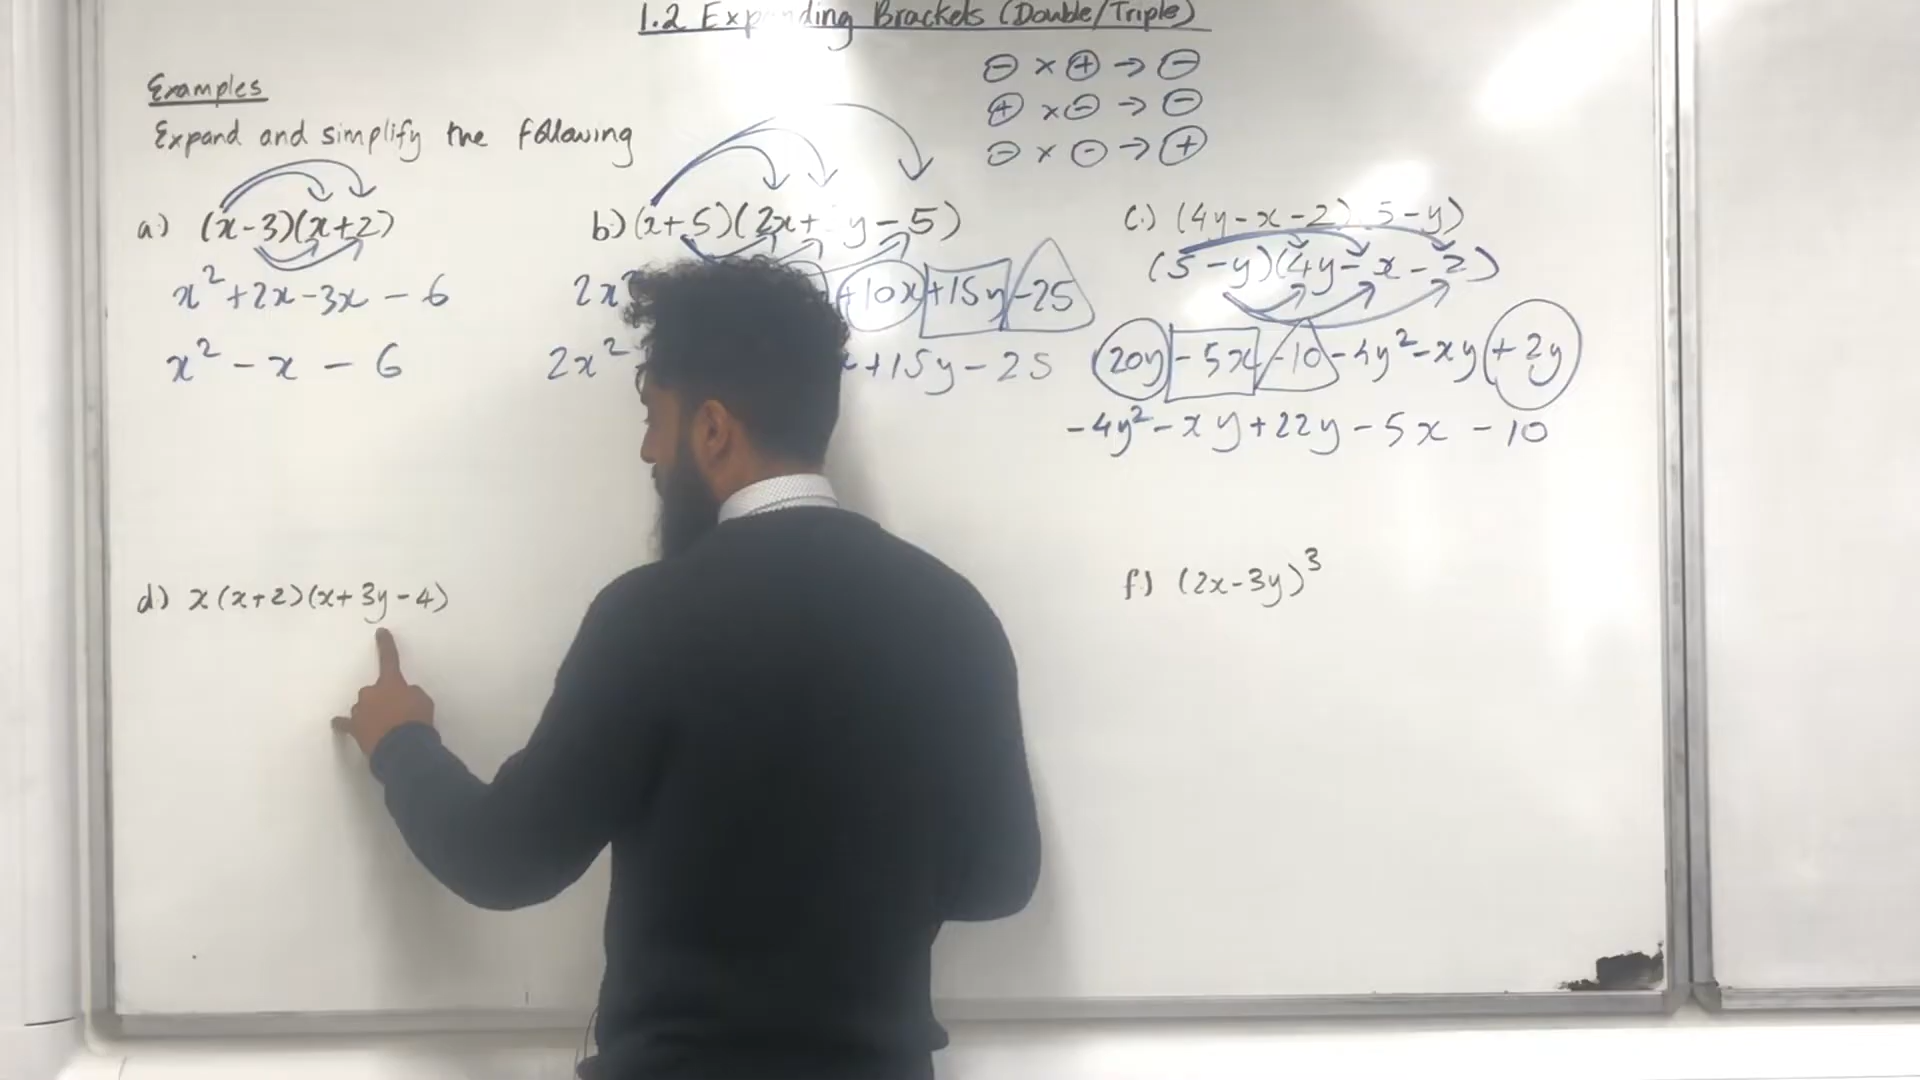 1.2 Expanding Brackets (Double/Triple)
⊖ × ⊕ → ⊖
⊕ × ⊖ → ⊖
⊖ × ⊖ → ⊕
Examples
Expand and simplify the following
a.) (x-3)(x+2)
x²+2x-3x-6
x²-x-6
b.) (x+5)(2x+ y-5)
2x² +10x+15y-25
2x² +15y-25
c.) (4y-x-2) 5-y)
(5-y)(4y-x-2)
20y-5x-10-4y²-xy+2y
-4y²-xy+22y-5x-10
d.) x(x+2)(x+3y-4)
f.) (2x-3y)³